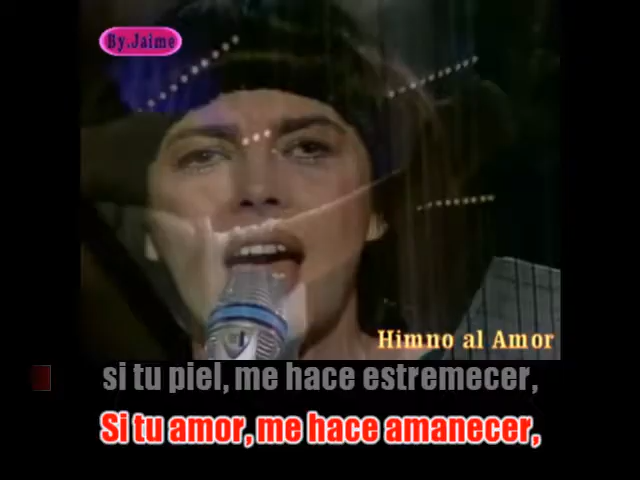 By.Jaime
Himno al Amor
si tu piel, me hace estremecer,
Si tu amor, me hace amanecer,